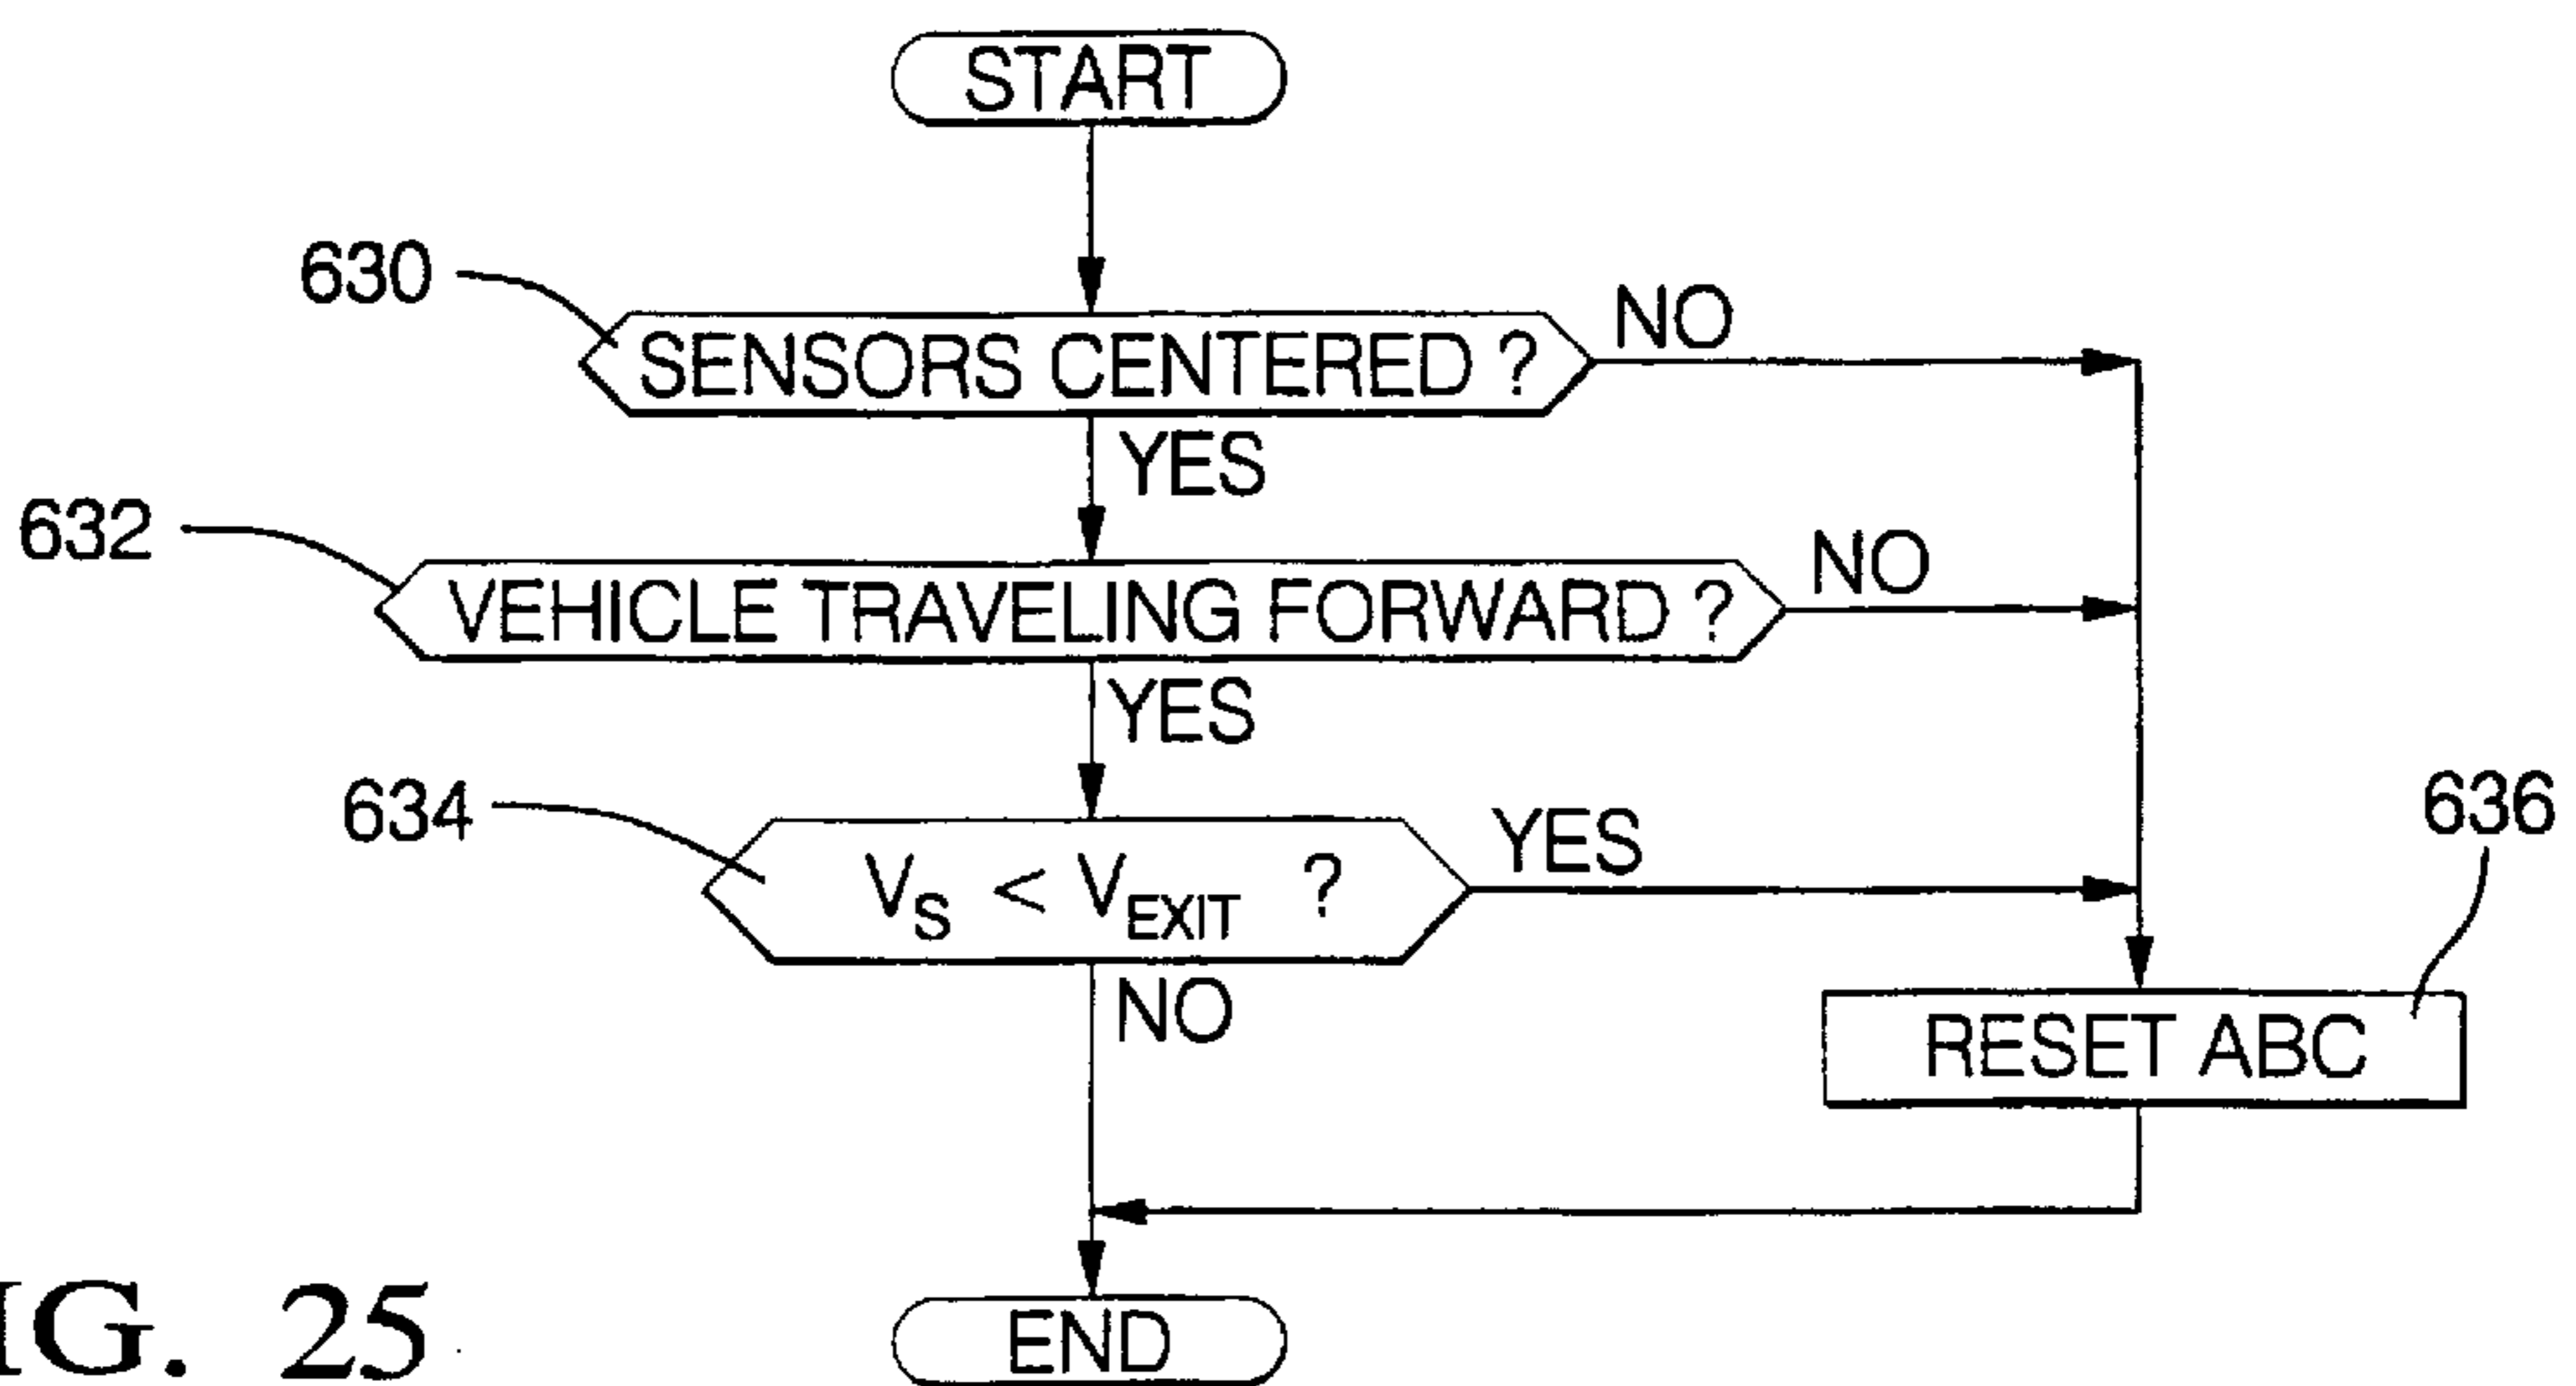 START
630
SENSORS CENTERED ?
NO
YES
632
VEHICLE TRAVELING FORWARD ?
NO
YES
634
V_S < V_EXIT ?
YES
636
NO
RESET ABC
END
IG. 25